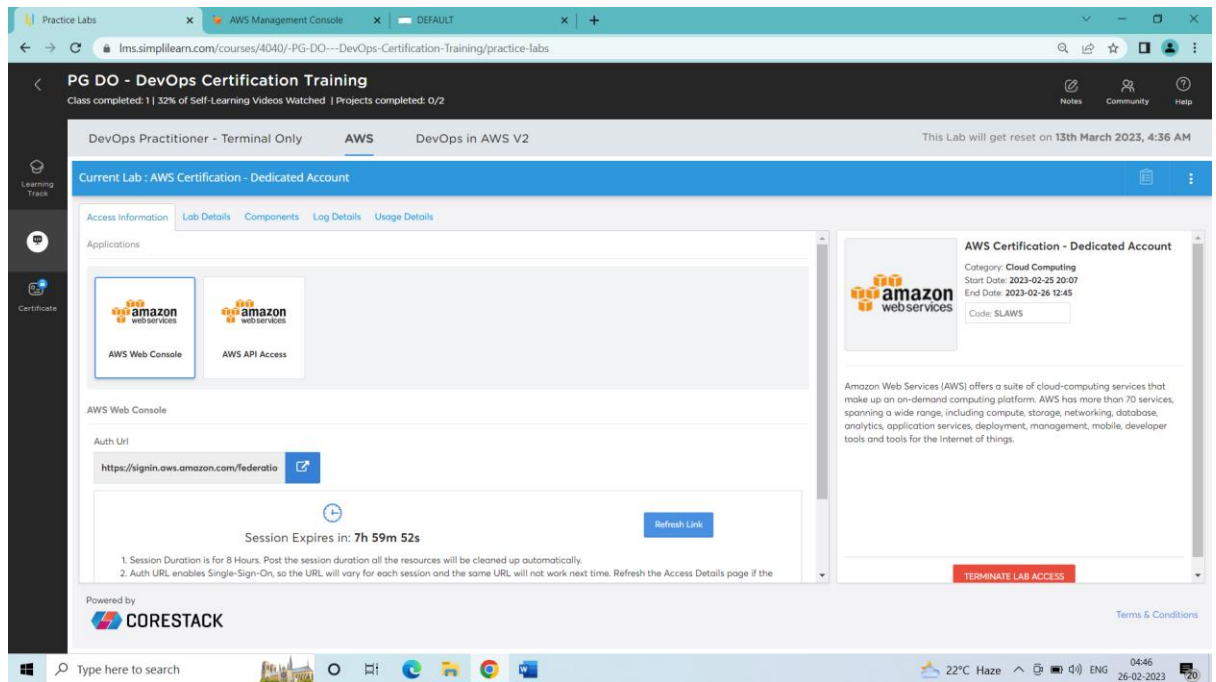 Practice Labs
AWS Management Console
DEFAULT
lms.simplilearn.com/courses/4040/-PG-DO---DevOps-Certification-Training/practice-labs
PG DO - DevOps Certification Training
Class completed: 1 | 32% of Self-Learning Videos Watched | Projects completed: 0/2
Notes
Community
Help
DevOps Practitioner - Terminal Only
AWS
DevOps in AWS V2
This Lab will get reset on 13th March 2023, 4:36 AM
Learning
Track
Certificate
Current Lab : AWS Certification - Dedicated Account
Access Information
Lab Details
Components
Log Details
Usage Details
Applications
amazon
webservices
AWS Web Console
amazon
webservices
AWS API Access
AWS Web Console
Auth Url
https://signin.aws.amazon.com/federatio
Session Expires in: 7h 59m 52s
Refresh Link
1. Session Duration is for 8 Hours. Post the session duration all the resources will be cleaned up automatically.
2. Auth URL enables Single-Sign-On, so the URL will vary for each session and the same URL will not work next time. Refresh the Access Details page if the
amazon
webservices
AWS Certification - Dedicated Account
Category: Cloud Computing
Start Date: 2023-02-25 20:07
End Date: 2023-02-26 12:45
Code: SLAWS
Amazon Web Services (AWS) offers a suite of cloud-computing services that
make up an on-demand computing platform. AWS has more than 70 services,
spanning a wide range, including compute, storage, networking, database,
analytics, application services, deployment, management, mobile, developer
tools and tools for the Internet of things.
TERMINATE LAB ACCESS
Powered by
CORESTACK
Terms & Conditions
Type here to search
22°C Haze
ENG
04:46
26-02-2023
20